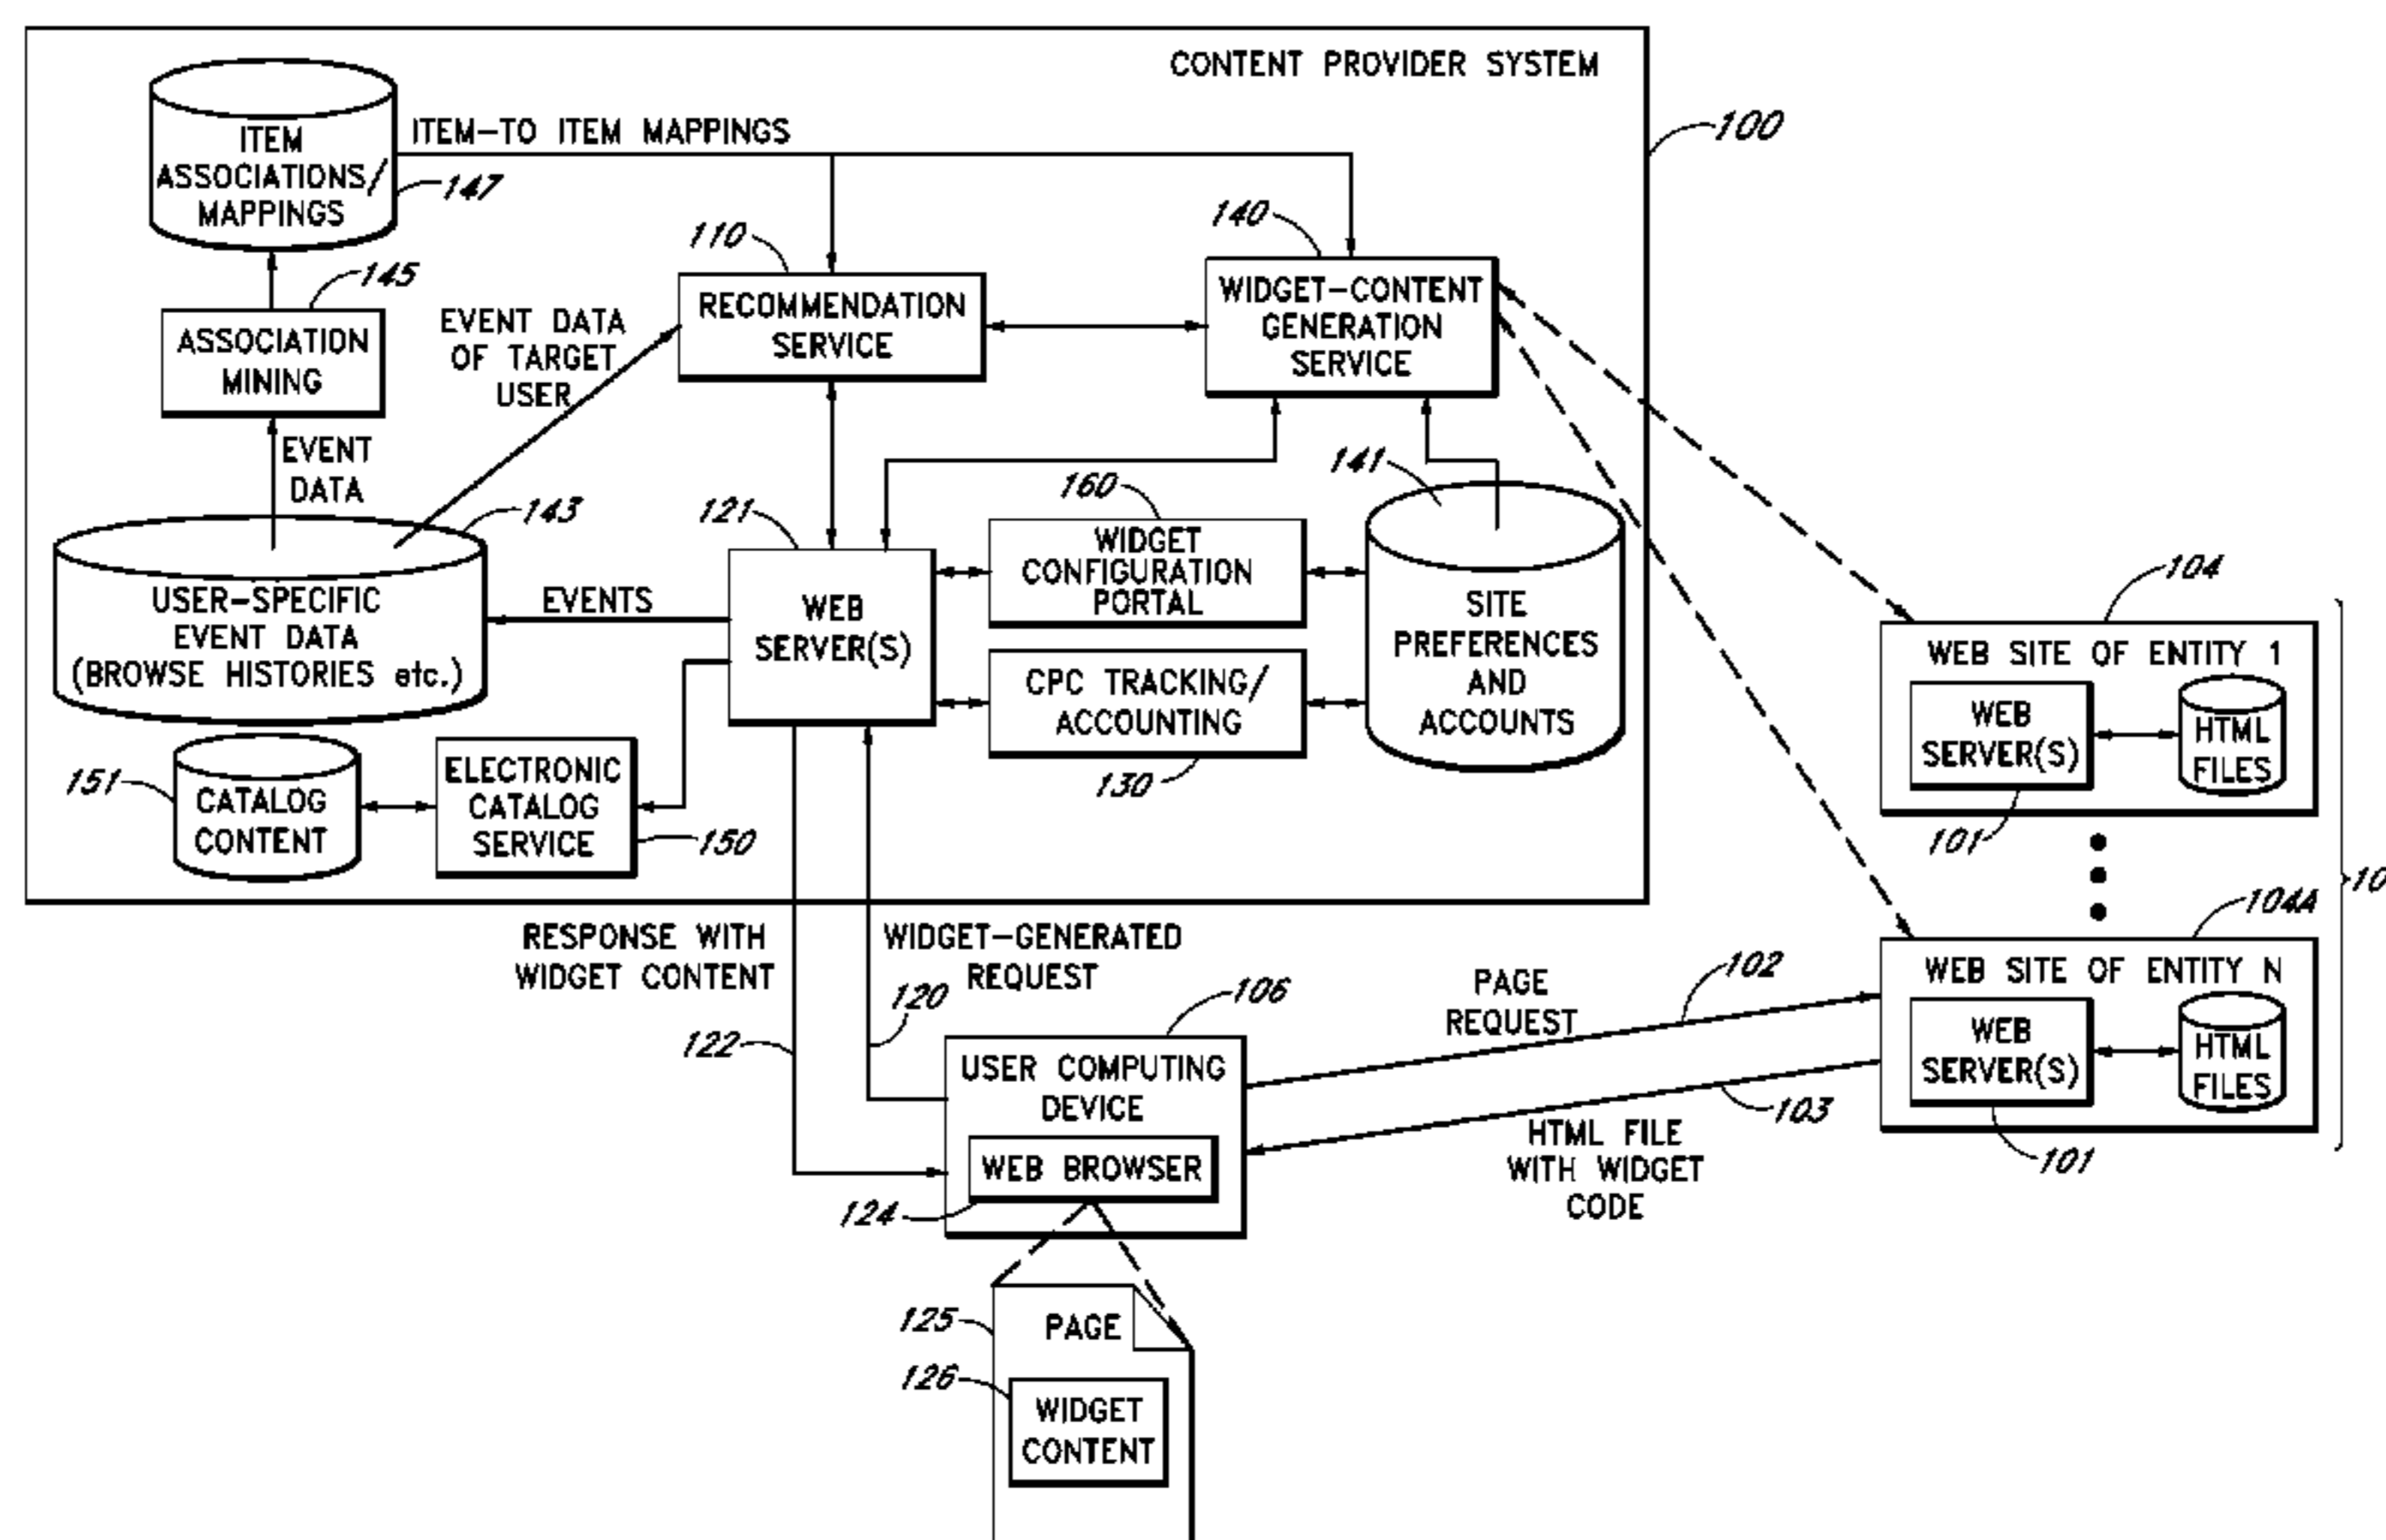 CONTENT PROVIDER SYSTEM
100
ITEM
ASSOCIATIONS/
MAPPINGS
147
ITEM-TO ITEM MAPPINGS
145
ASSOCIATION
MINING
EVENT DATA
OF TARGET
USER
110
RECOMMENDATION
SERVICE
140
WIDGET-CONTENT
GENERATION
SERVICE
EVENT
DATA
143
USER-SPECIFIC
EVENT DATA
(BROWSE HISTORIES etc.)
EVENTS
121
WEB
SERVER(S)
160
WIDGET
CONFIGURATION
PORTAL
CPC TRACKING/
ACCOUNTING
130
141
SITE
PREFERENCES
AND
ACCOUNTS
151
CATALOG
CONTENT
ELECTRONIC
CATALOG
SERVICE
150
104
WEB SITE OF ENTITY 1
WEB
SERVER(S)
HTML
FILES
101
10
104A
WEB SITE OF ENTITY N
WEB
SERVER(S)
HTML
FILES
101
RESPONSE WITH
WIDGET CONTENT
WIDGET-GENERATED
REQUEST
120
122
106
USER COMPUTING
DEVICE
WEB BROWSER
124
PAGE
REQUEST
102
103
HTML FILE
WITH WIDGET
CODE
125
PAGE
126
WIDGET
CONTENT